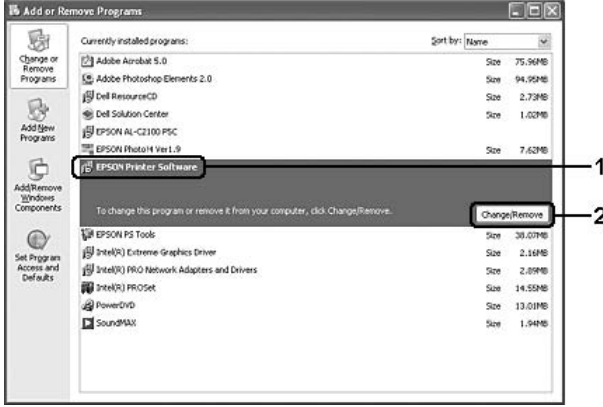 Add or Remove Programs
Change or
Remove
Programs
Add New
Programs
Add/Remove
Windows
Components
Set Program
Access and
Defaults
Currently installed programs:
Sort by: Name
Adobe Acrobat 5.0 Size 75.96MB
Adobe Photoshop Elements 2.0 Size 94.95MB
Dell ResourceCD Size 2.73MB
Dell Solution Center Size 1.02MB
EPSON AL-C2100 PSC
EPSON Photo!4 Ver1.9 Size 7.62MB
EPSON Printer Software 1
To change this program or remove it from your computer, click Change/Remove.
Change/Remove 2
EPSON PS Tools Size 38.07MB
Intel(R) Extreme Graphics Driver Size 2.16MB
Intel(R) PRO Network Adapters and Drivers Size 2.89MB
Intel(R) PROSet Size 14.55MB
PowerDVD Size 13.01MB
SoundMAX Size 1.94MB